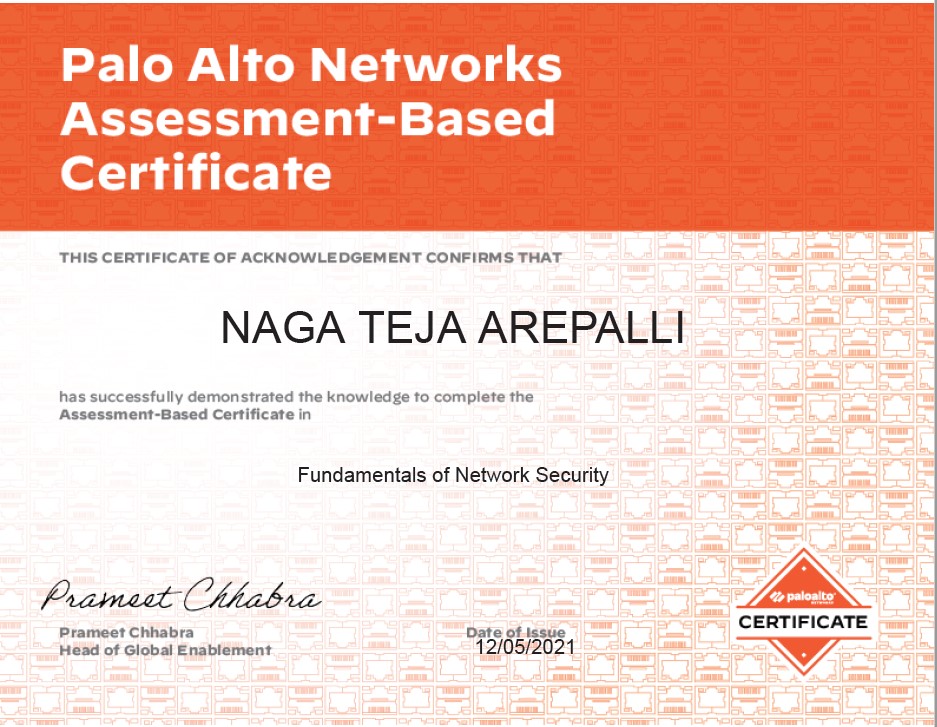 Palo Alto Networks
Assessment-Based
Certificate
THIS CERTIFICATE OF ACKNOWLEDGEMENT CONFIRMS THAT
NAGA TEJA AREPALLI
has successfully demonstrated the knowledge to complete the
Assessment-Based Certificate in
Fundamentals of Network Security
Prameet Chhabra
Prameet Chhabra
Head of Global Enablement
Date of Issue
12/05/2021
paloalto
NETWORKS
CERTIFICATE